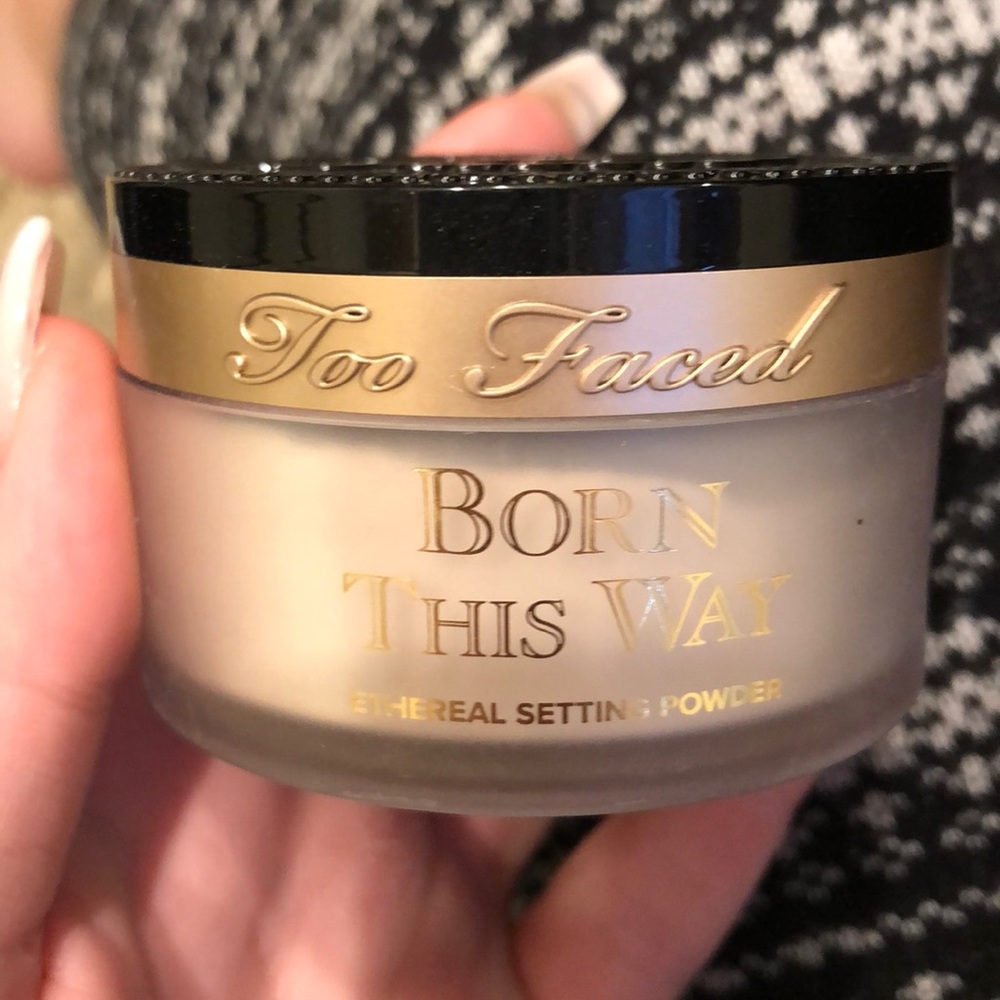 Too Faced
BORN
THIS WAY
ETHEREAL SETTING POWDER